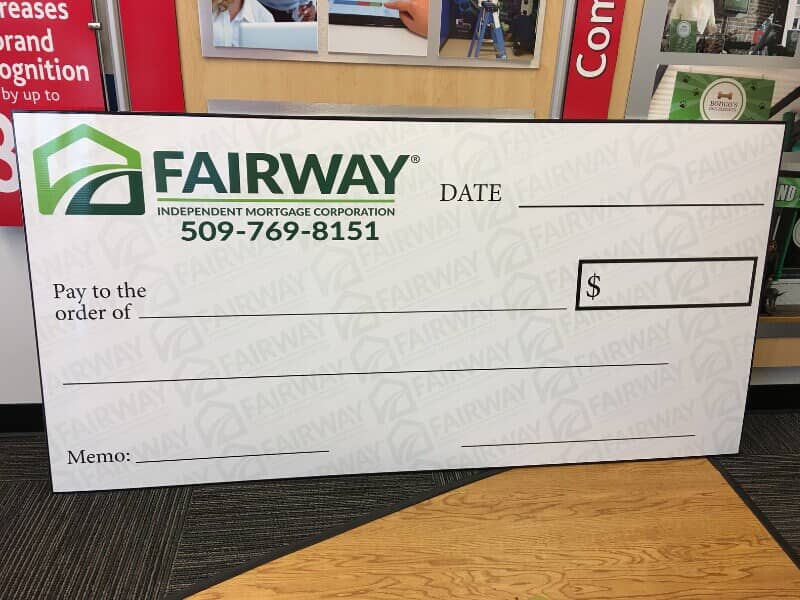 reases
brand
ognition
by up to
Com
BONGO'S
FAIRWAY®
INDEPENDENT MORTGAGE CORPORATION
509-769-8151
DATE
Pay to the
order of
$
Memo: